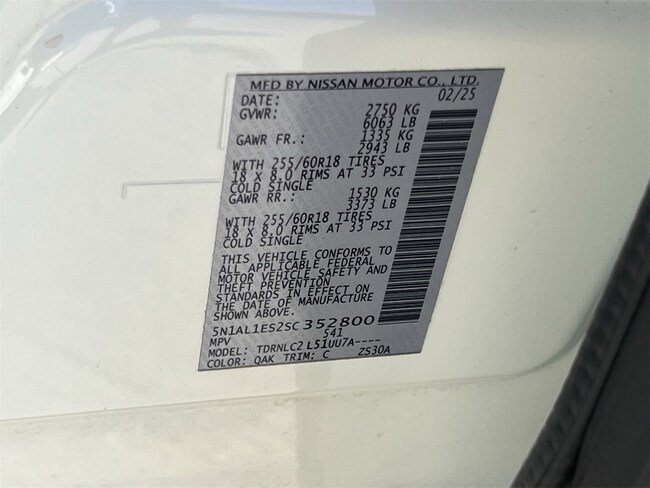 MFD BY NISSAN MOTOR CO., LTD.
DATE: 02/25
GVWR: 2750 KG
6063 LB
GAWR FR.: 1335 KG
2943 LB
WITH 255/60R18 TIRES
18 X 8.0 RIMS AT 33 PSI
COLD SINGLE
GAWR RR.: 1530 KG
3373 LB
WITH 255/60R18 TIRES
18 X 8.0 RIMS AT 33 PSI
COLD SINGLE
THIS VEHICLE CONFORMS TO
ALL APPLICABLE FEDERAL
MOTOR VEHICLE SAFETY AND
THEFT PREVENTION
STANDARDS IN EFFECT ON
THE DATE OF MANUFACTURE
SHOWN ABOVE.
5N1AL1ES2SC352800
MPV 541
MODEL: TDRNLC2 L51UU7A----
COLOR: QAK TRIM: C ZS30A